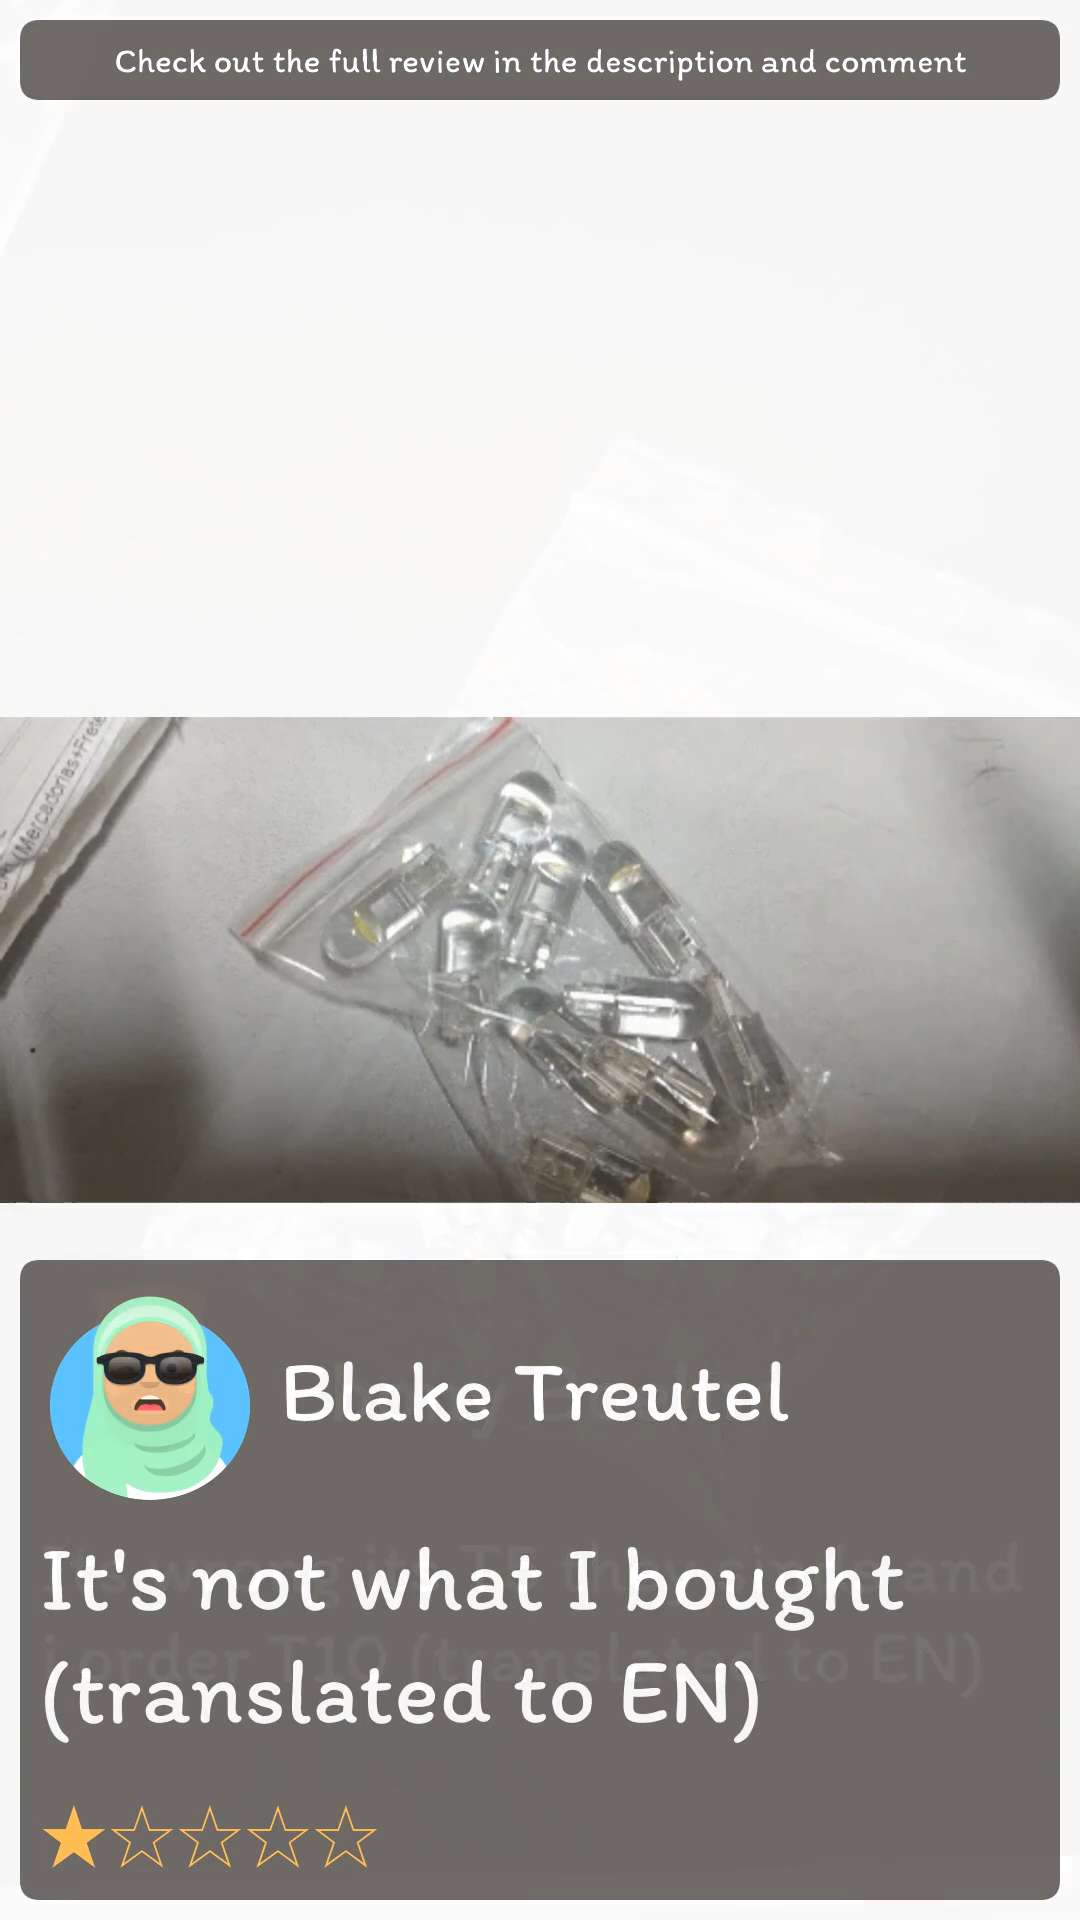 Check out the full review in the description and comment
(Mercadorias+Frete
Blake Treutel
It's not what I bought
(translated to EN)